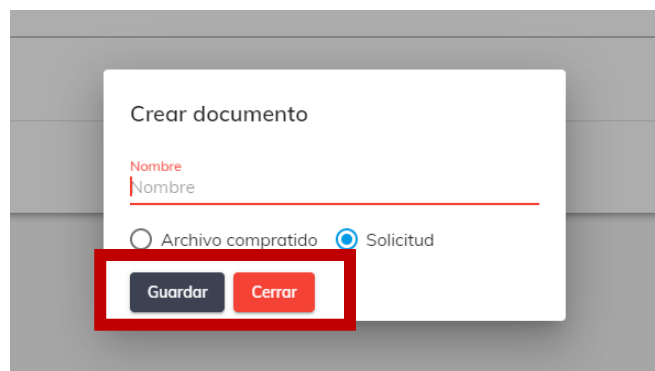 Crear documento
Nombre
Nombre
Archivo compratido Solicitud
Guardar Cerrar